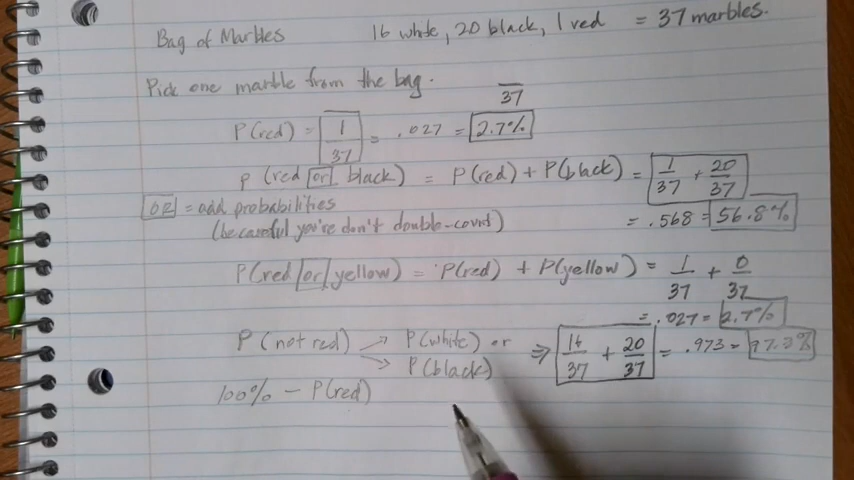 Bag of Marbles 16 white, 20 black, 1 red = 37 marbles.
Pick one marble from the bag.
37
P(red) = 1/37 = .027 = 2.7%
P(red or black) = P(red) + P(black) = 1/37 + 20/37
OR = add probabilities
= .568 = 56.8%
(be careful you're don't double-count)
P(red or yellow) = P(red) + P(yellow) = 1/37 + 0/37
= .027 = 2.7%
P(not red) → P(white) or ⇒ 16/37 + 20/37 = .973 = 97.3%
→ P(black)
100% - P(red)